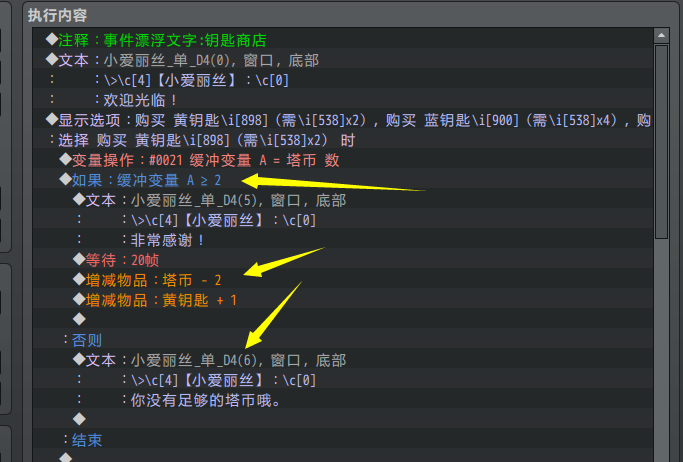 执行内容
◆注释：事件漂浮文字:钥匙商店
◆文本：小爱丽丝_单_D4(0), 窗口, 底部
：　：\>\c[4]【小爱丽丝】：\c[0]
：　：欢迎光临！
◆显示选项：购买 黄钥匙\i[898]（需\i[538]x2）, 购买 蓝钥匙\i[900]（需\i[538]x4）, 购
：选择 购买 黄钥匙\i[898]（需\i[538]x2） 时
◆变量操作：#0021 缓冲变量 A = 塔币 数
◆如果：缓冲变量 A ≥ 2
◆文本：小爱丽丝_单_D4(5), 窗口, 底部
：　：\>\c[4]【小爱丽丝】：\c[0]
：　：非常感谢！
◆等待：20帧
◆增减物品：塔币 - 2
◆增减物品：黄钥匙 + 1
◆
：否则
◆文本：小爱丽丝_单_D4(6), 窗口, 底部
：　：\>\c[4]【小爱丽丝】：\c[0]
：　：你没有足够的塔币哦。
◆
：结束
◆